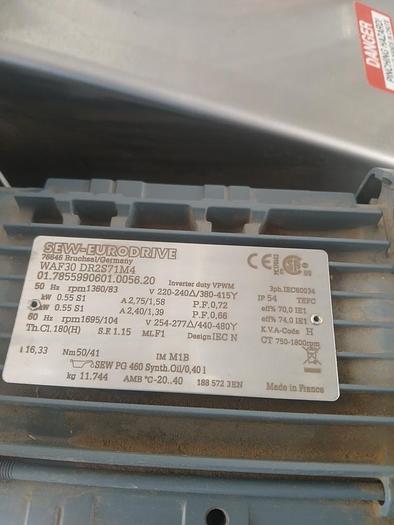 DANGER
PINCHING HAZARD!
SEW-EURODRIVE
76646 Bruchsal/Germany
WAF30 DR2S71M4
01.7855990601.0056.20
Inverter duty VPWM
3ph.IEC60034
50 Hz rpm1360/83 V 220-240Δ/380-415Y IP 54 TEFC
kW 0.55 S1 A 2,75/1,58 P.F.0,72 eff% 70,0 IE1
kW 0.55 S1 A 2,40/1,39 P.F.0,66 eff% 74.0 IE1
60 Hz rpm1695/104 V 254-277Δ/440-480Y K.V.A-Code H
Th.Cl.180(H) S.F.1.15 MLF1 Design IEC N CT 750-1800rpm
i 16,33 Nm50/41 IM M1B
SEW PG 460 Synth.Oil/0,40 l
kg 11.744 AMB °C -20..40 188 572 3EN Made in France